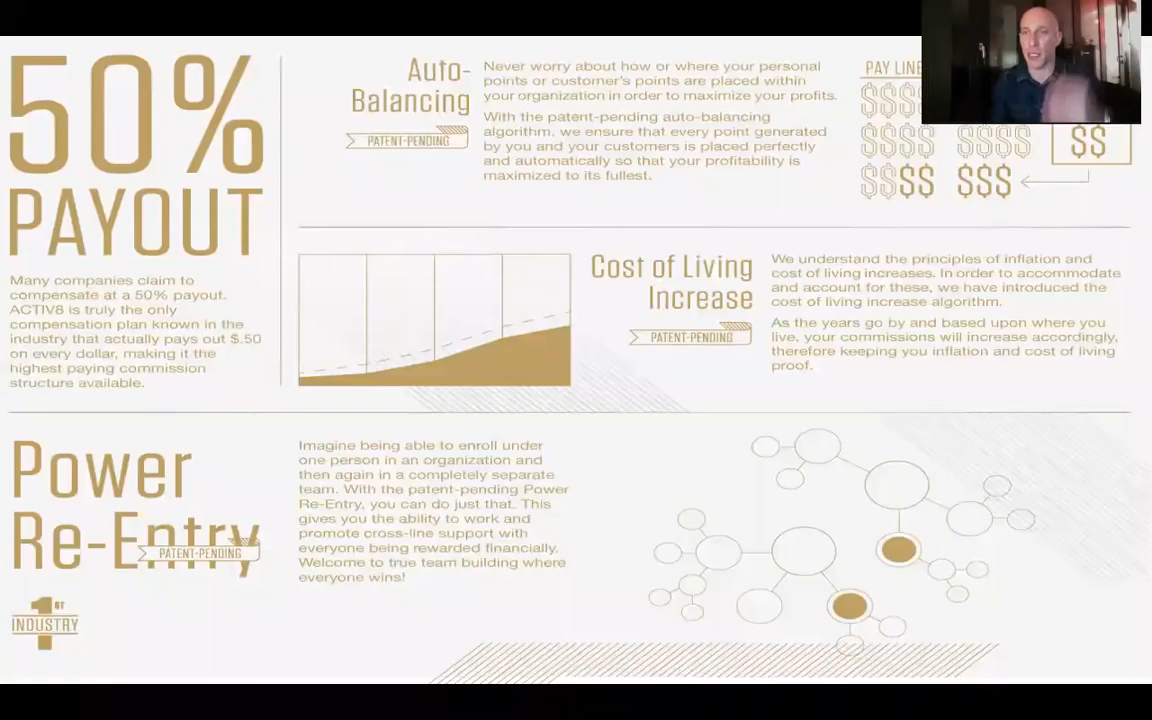 50%
PAYOUT
Many companies claim to
compensate at a 50% payout.
ACTIV8 is truly the only
compensation plan known in the
industry that actually pays out $.50
on every dollar, making it the
highest paying commission
structure available.
Auto-
Balancing
PATENT-PENDING
Never worry about how or where your personal
points or customer's points are placed within
your organization in order to maximize your profits.
With the patent-pending auto-balancing
algorithm, we ensure that every point generated
by you and your customers is placed perfectly
and automatically so that your profitability is
maximized to its fullest.
PAY LINE
$$$
$$$$ $$$$ $$
$$$$ $$$
Cost of Living
Increase
PATENT-PENDING
We understand the principles of inflation and
cost of living increases. In order to accommodate
and account for these, we have introduced the
cost of living increase algorithm.
As the years go by and based upon where you
live, your commissions will increase accordingly,
therefore keeping you inflation and cost of living
proof.
Power
Re-Entry
PATENT-PENDING
1ST
INDUSTRY
Imagine being able to enroll under
one person in an organization and
then again in a completely separate
team. With the patent-pending Power
Re-Entry, you can do just that. This
gives you the ability to work and
promote cross-line support with
everyone being rewarded financially.
Welcome to true team building where
everyone wins!